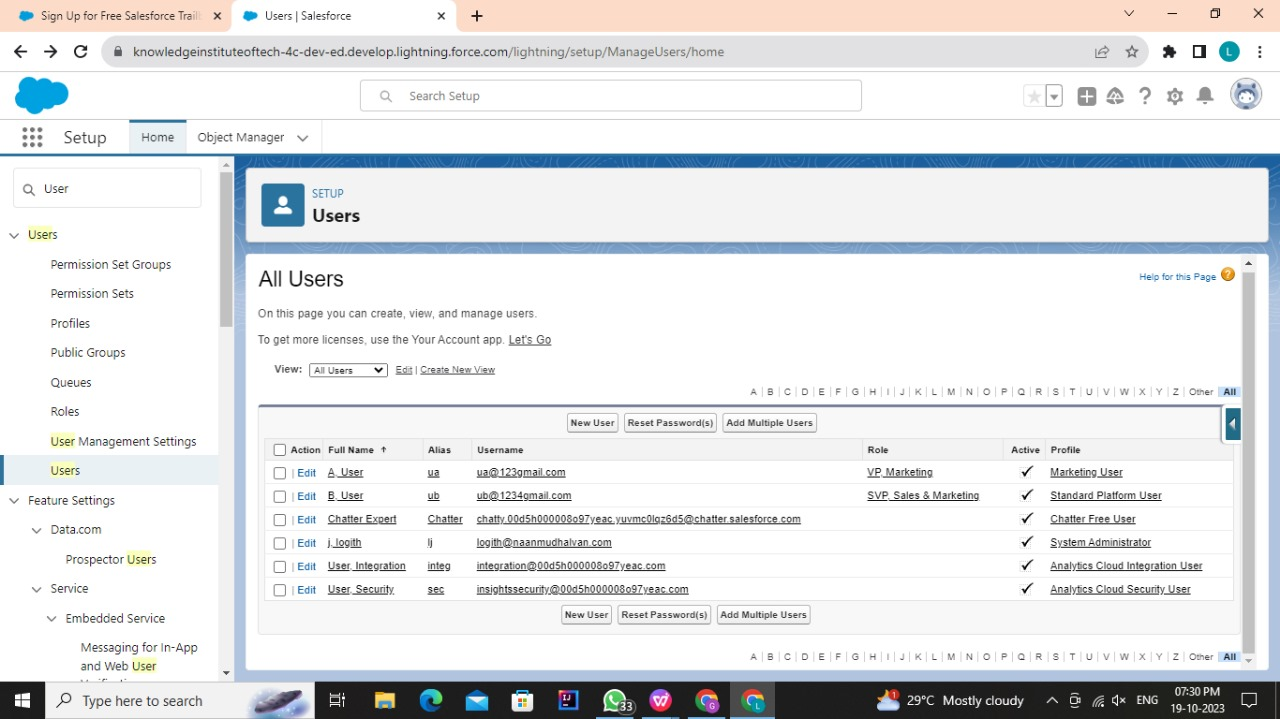 Sign Up for Free Salesforce Trailb
Users | Salesforce
knowledgeinstituteoftech-4c-dev-ed.develop.lightning.force.com/lightning/setup/ManageUsers/home
L
Search Setup
Setup
Home
Object Manager
User
Users
Permission Set Groups
Permission Sets
Profiles
Public Groups
Queues
Roles
User Management Settings
Users
Feature Settings
Data.com
Prospector Users
Service
Embedded Service
Messaging for In-App
and Web User
SETUP
Users
All Users
Help for this Page ?
On this page you can create, view, and manage users.
To get more licenses, use the Your Account app. Let's Go
View: All Users Edit | Create New View
A | B | C | D | E | F | G | H | I | J | K | L | M | N | O | P | Q | R | S | T | U | V | W | X | Y | Z | Other All
New User Reset Password(s) Add Multiple Users
Action Full Name ↑ Alias Username Role Active Profile
| Edit A, User ua ua@123gmail.com VP, Marketing ✓ Marketing User
| Edit B, User ub ub@1234gmail.com SVP, Sales & Marketing ✓ Standard Platform User
| Edit Chatter Expert Chatter chatty.00d5h000008o97yeac.yuvmc0lqz6d5@chatter.salesforce.com ✓ Chatter Free User
| Edit j, logith lj logith@naanmudhalvan.com ✓ System Administrator
| Edit User, Integration integ integration@00d5h000008o97yeac.com ✓ Analytics Cloud Integration User
| Edit User, Security sec insightssecurity@00d5h000008o97yeac.com ✓ Analytics Cloud Security User
New User Reset Password(s) Add Multiple Users
A | B | C | D | E | F | G | H | I | J | K | L | M | N | O | P | Q | R | S | T | U | V | W | X | Y | Z | Other All
Type here to search
33
G
L
1
29°C Mostly cloudy
ENG
07:30 PM
19-10-2023